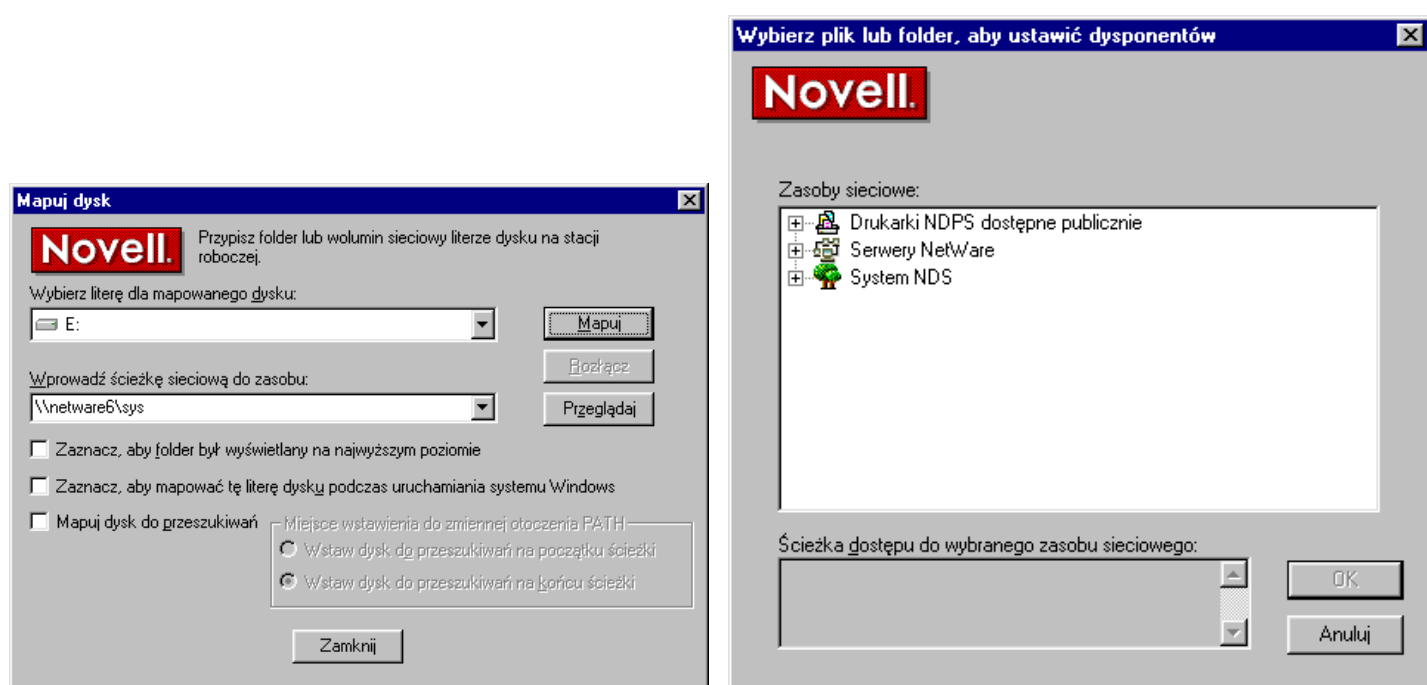 Mapuj dysk
Novell.
Przypisz folder lub wolumin sieciowy literze dysku na stacji
roboczej.
Wybierz literę dla mapowanego dysku:
E:
Mapuj
Rozłącz
Wprowadź ścieżkę sieciową do zasobu:
\\netware6\sys
Przeglądaj
Zaznacz, aby folder był wyświetlany na najwyższym poziomie
Zaznacz, aby mapować tę literę dysku podczas uruchamiania systemu Windows
Mapuj dysk do przeszukiwań
Miejsce wstawienia do zmiennej otoczenia PATH
Wstaw dysk do przeszukiwań na początku ścieżki
Wstaw dysk do przeszukiwań na końcu ścieżki
Zamknij
Wybierz plik lub folder, aby ustawić dysponentów
Novell.
Zasoby sieciowe:
Drukarki NDPS dostępne publicznie
Serwery NetWare
System NDS
Ścieżka dostępu do wybranego zasobu sieciowego:
OK
Anuluj